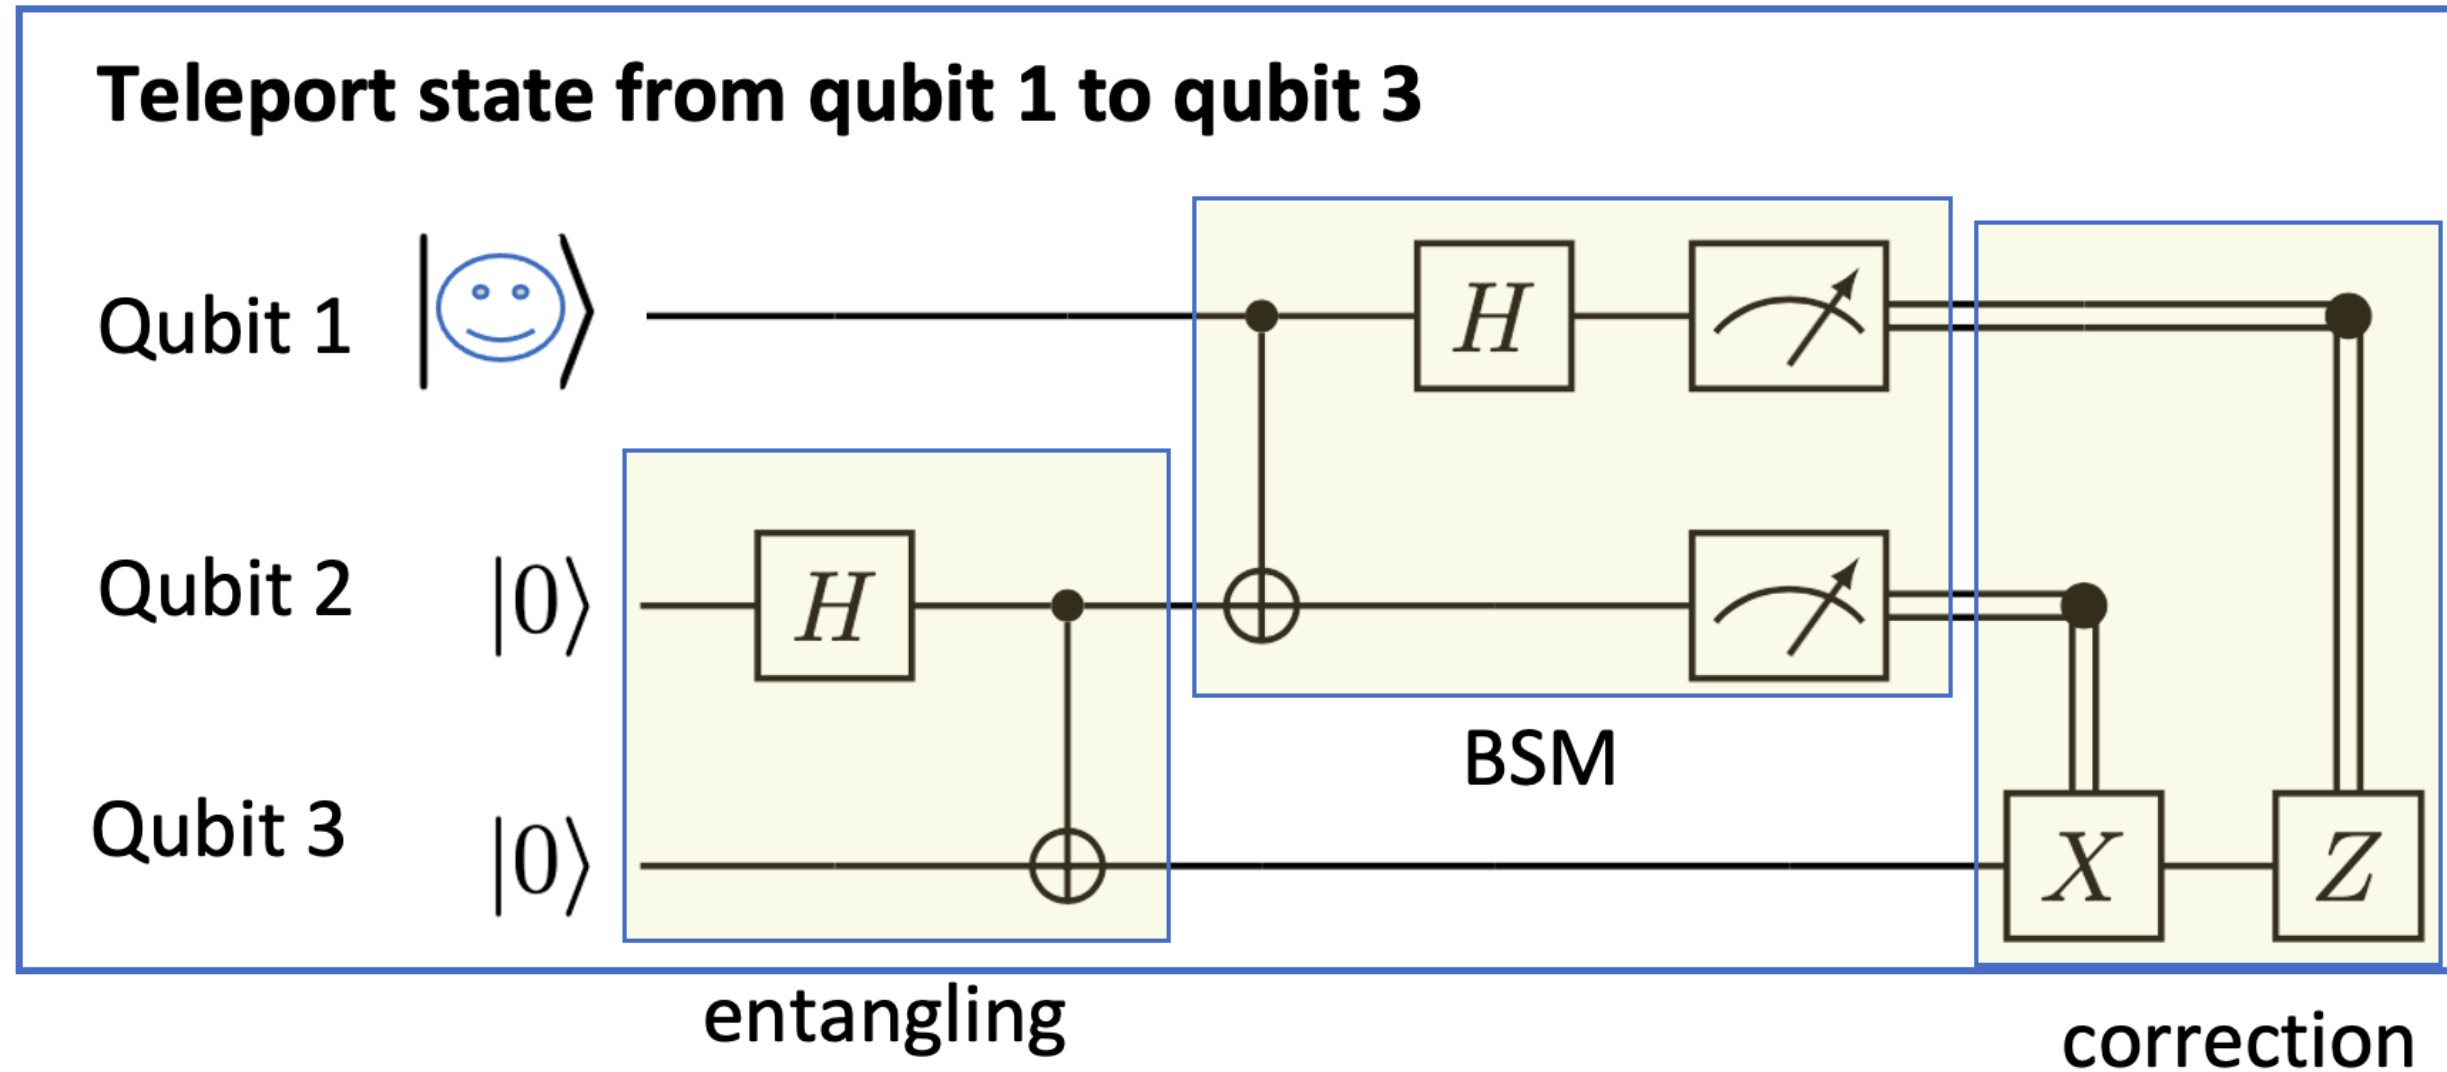 Teleport state from qubit 1 to qubit 3
Qubit 1
H
Qubit 2 |0⟩
H
BSM
Qubit 3 |0⟩
X Z
entangling
correction